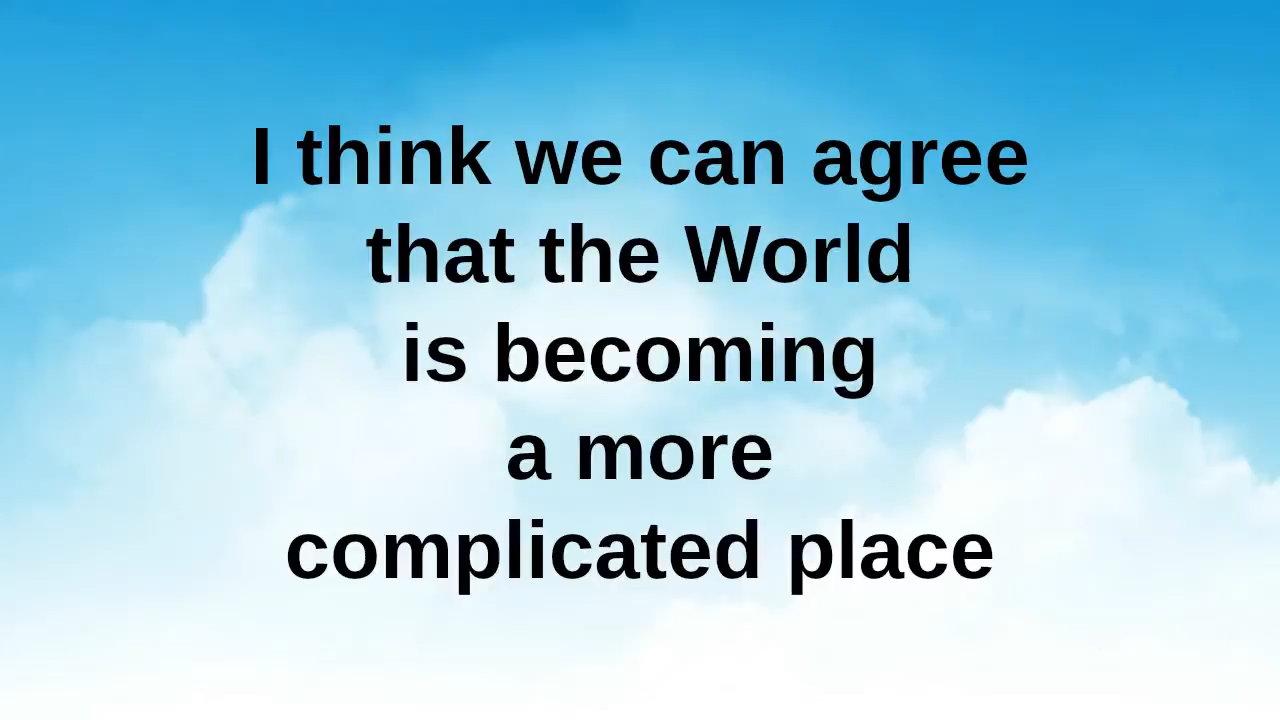 I think we can agree
that the World
is becoming
a more
complicated place